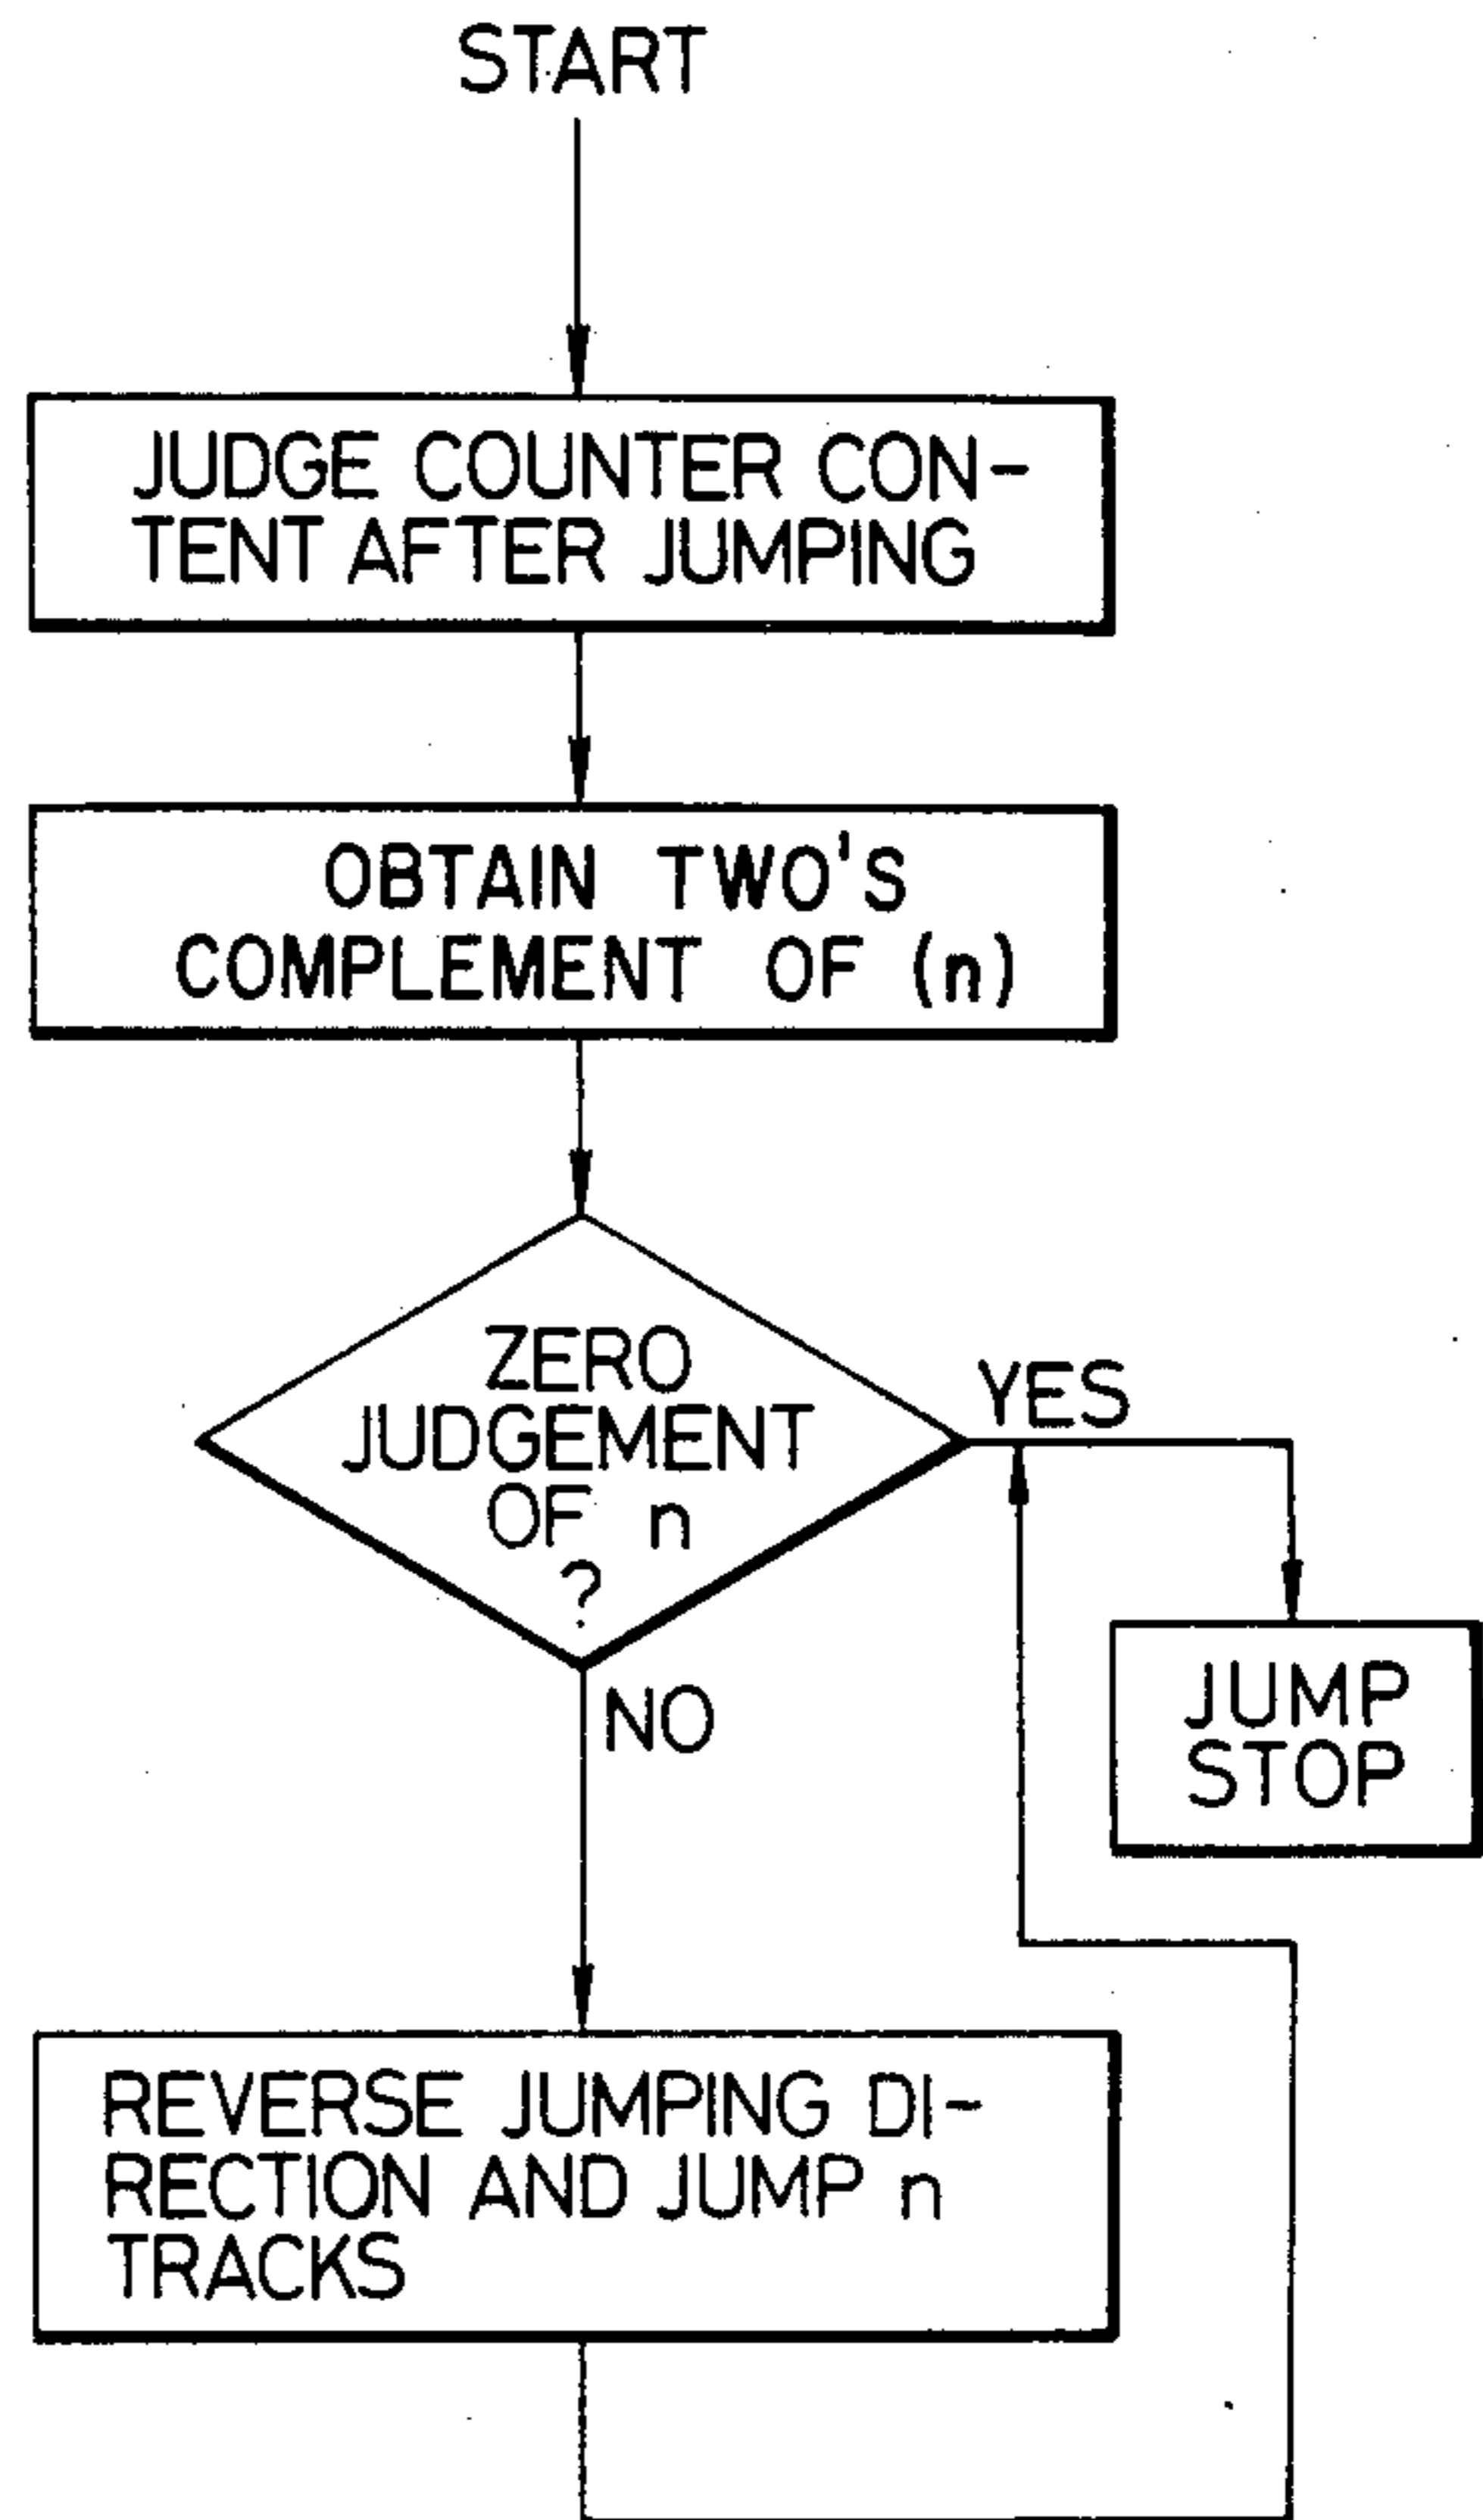 START
JUDGE COUNTER CON-
TENT AFTER JUMPING
OBTAIN TWO'S
COMPLEMENT OF (n)
ZERO
JUDGEMENT
OF n
?
YES
NO
JUMP
STOP
REVERSE JUMPING DI-
RECTION AND JUMP n
TRACKS